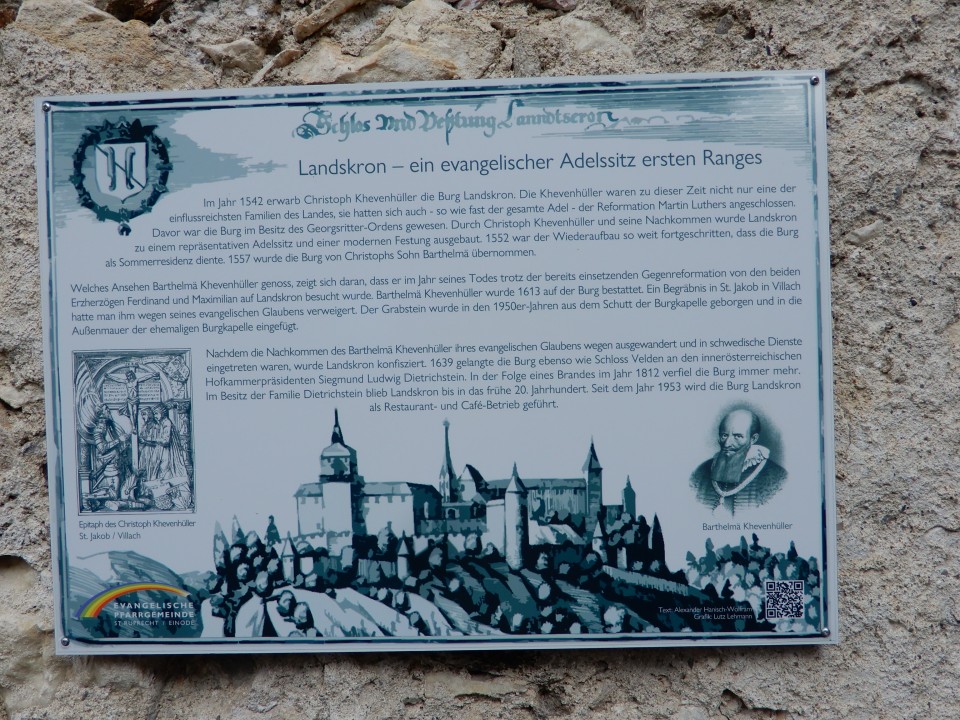 Schlos und Veßtung Lanndtscron
Landskron – ein evangelischer Adelssitz ersten Ranges
Im Jahr 1542 erwarb Christoph Khevenhüller die Burg Landskron. Die Khevenhüller waren zu dieser Zeit nicht nur eine der
einflussreichsten Familien des Landes, sie hatten sich auch - so wie fast der gesamte Adel - der Reformation Martin Luthers angeschlossen.
Davor war die Burg im Besitz des Georgsritter-Ordens gewesen. Durch Christoph Khevenhüller und seine Nachkommen wurde Landskron
zu einem repräsentativen Adelssitz und einer modernen Festung ausgebaut. 1552 war der Wiederaufbau so weit fortgeschritten, dass die Burg
als Sommerresidenz diente. 1557 wurde die Burg von Christophs Sohn Barthelmä übernommen.
Welches Ansehen Barthelmä Khevenhüller genoss, zeigt sich daran, dass er im Jahr seines Todes trotz der bereits einsetzenden Gegenreformation von den beiden
Erzherzögen Ferdinand und Maximilian auf Landskron besucht wurde. Barthelmä Khevenhüller wurde 1613 auf der Burg bestattet. Ein Begräbnis in St. Jakob in Villach
hatte man ihm wegen seines evangelischen Glaubens verweigert. Der Grabstein wurde in den 1950er-Jahren aus dem Schutt der Burgkapelle geborgen und in die
Außenmauer der ehemaligen Burgkapelle eingefügt.
Nachdem die Nachkommen des Barthelmä Khevenhüller ihres evangelischen Glaubens wegen ausgewandert und in schwedische Dienste
eingetreten waren, wurde Landskron konfisziert. 1639 gelangte die Burg ebenso wie Schloss Velden an den innerösterreichischen
Hofkammerpräsidenten Siegmund Ludwig Dietrichstein. In der Folge eines Brandes im Jahr 1812 verfiel die Burg immer mehr.
Im Besitz der Familie Dietrichstein blieb Landskron bis in das frühe 20. Jahrhundert. Seit dem Jahr 1953 wird die Burg Landskron
als Restaurant- und Café-Betrieb geführt.
Epitaph des Christoph Khevenhüller
St. Jakob / Villach
Barthelmä Khevenhüller
EVANGELISCHE
PFARRGEMEINDE
ST. RUPRECHT / EINÖDE
Text: Alexander Hanisch-Wolfram
Grafik: Lutz Lehmann